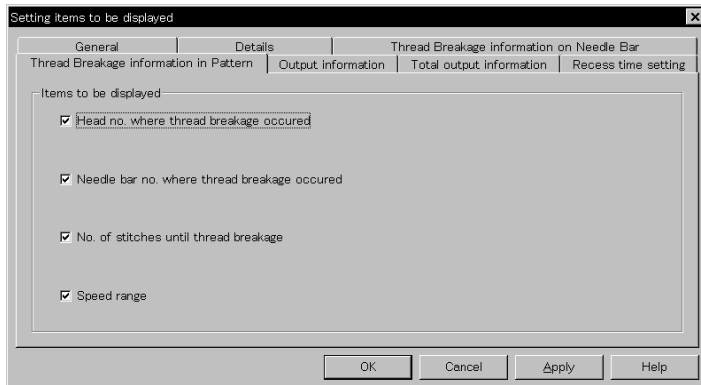 Setting items to be displayed
General Details Thread Breakage information on Needle Bar
Thread Breakage information in Pattern Output information Total output information Recess time setting
Items to be displayed
Head no. where thread breakage occured
Needle bar no. where thread breakage occured
No. of stitches until thread breakage
Speed range
OK Cancel Apply Help